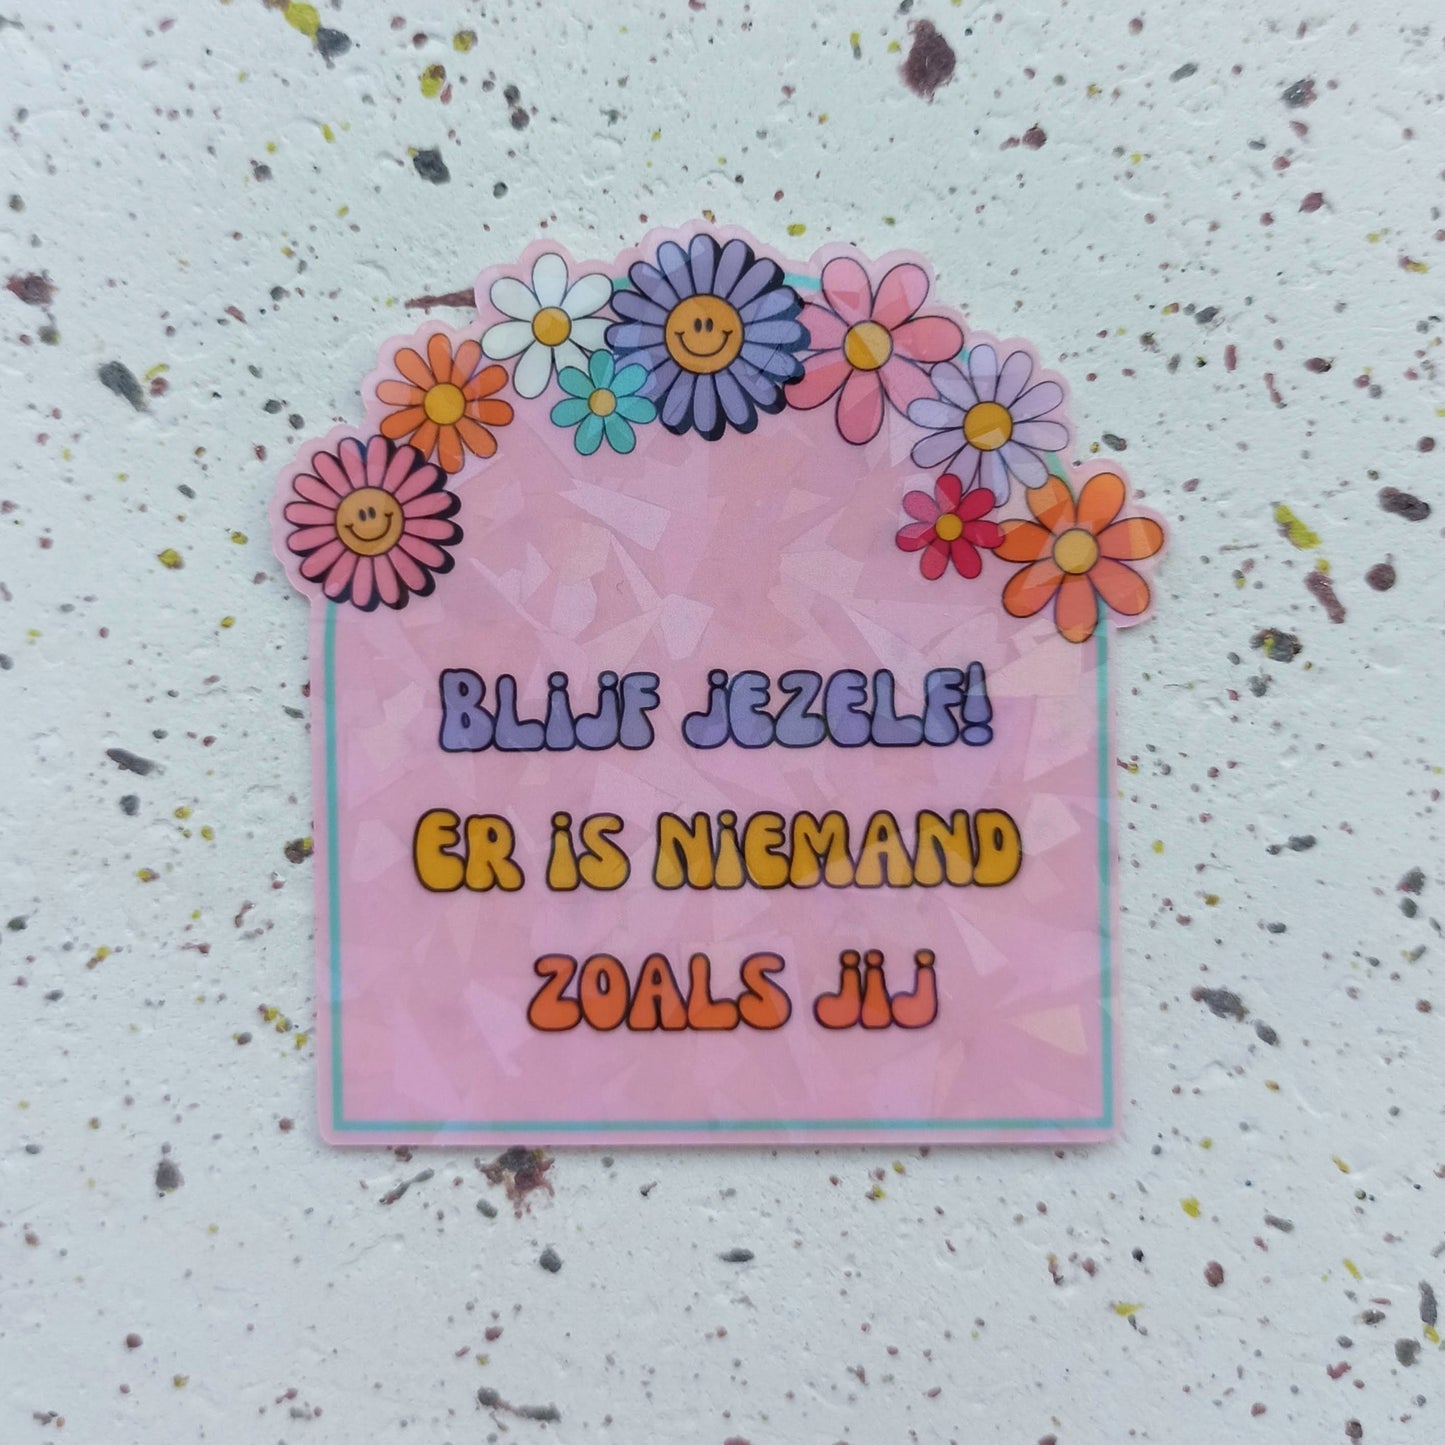 BLIJF JEZELF!
ER IS NIEMAND
ZOALS JIJ